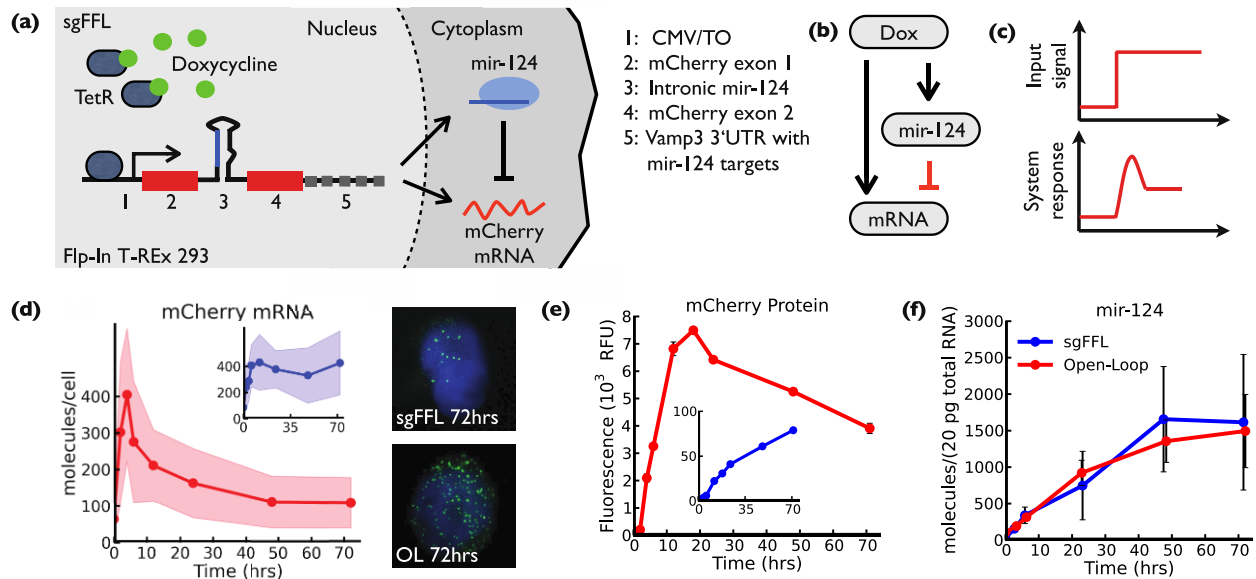 (a)
sgFFL
Nucleus
Cytoplasm
Doxycycline
TetR
mir-124
1 2 3 4 5
mCherry
mRNA
Flp-In T-REx 293
1: CMV/TO
2: mCherry exon 1
3: Intronic mir-124
4: mCherry exon 2
5: Vamp3 3'UTR with
mir-124 targets
(b)
Dox
mir-124
mRNA
(c)
Input
signal
System
response
(d)
mCherry mRNA
molecules/cell
400
300
200
100
0
0 10 20 30 40 50 60 70
Time (hrs)
400
200
0
0 35 70
sgFFL 72hrs
OL 72hrs
(e)
mCherry Protein
Fluorescence (10³ RFU)
8
7
6
5
4
3
2
1
0
0 10 20 30 40 50 60 70
Time (hrs)
100
50
0
0 35 70
(f)
mir-124
molecules/(20 pg total RNA)
3000
2500
2000
1500
1000
500
0
0 10 20 30 40 50 60 70
Time (hrs)
sgFFL
Open-Loop